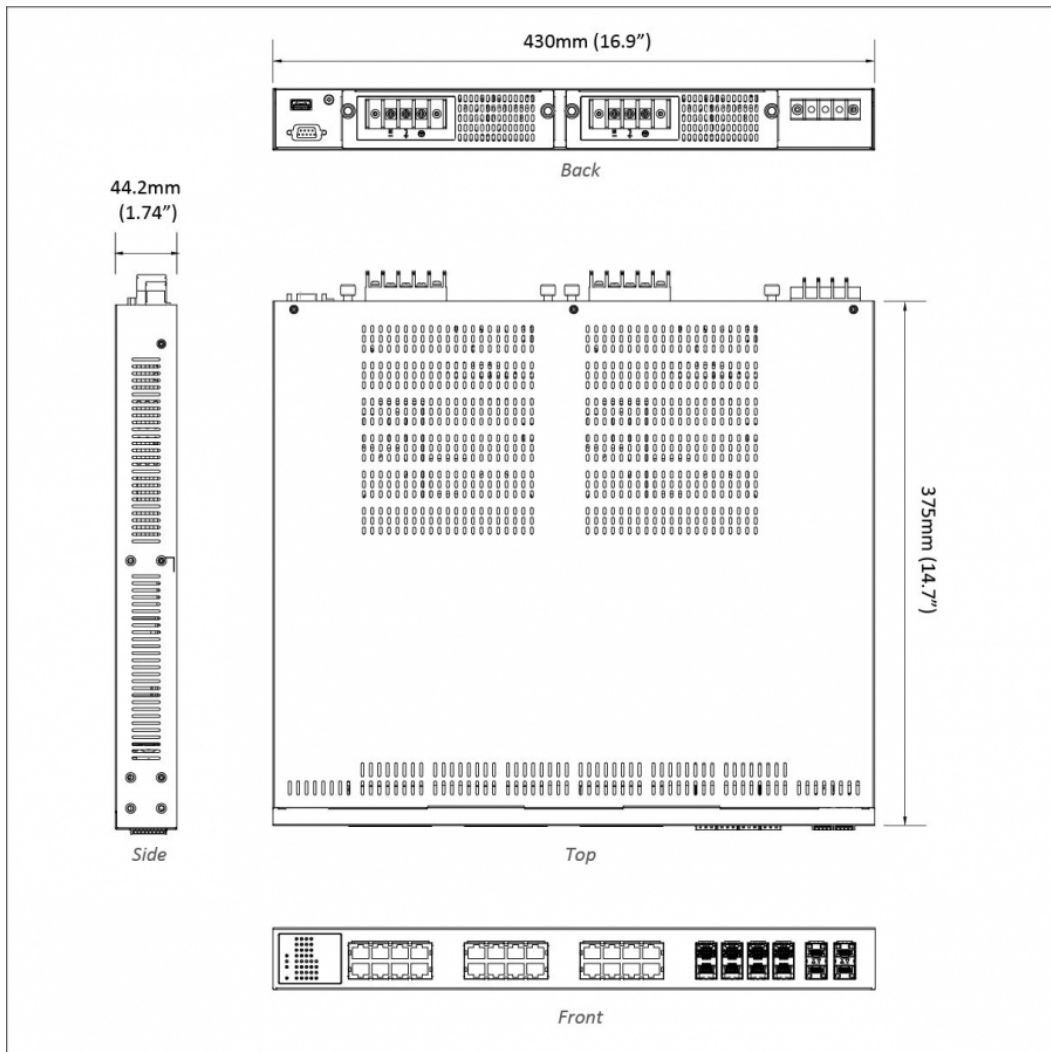 430mm (16.9”)
Back
44.2mm
(1.74”)
375mm (14.7”)
Side
Top
Front